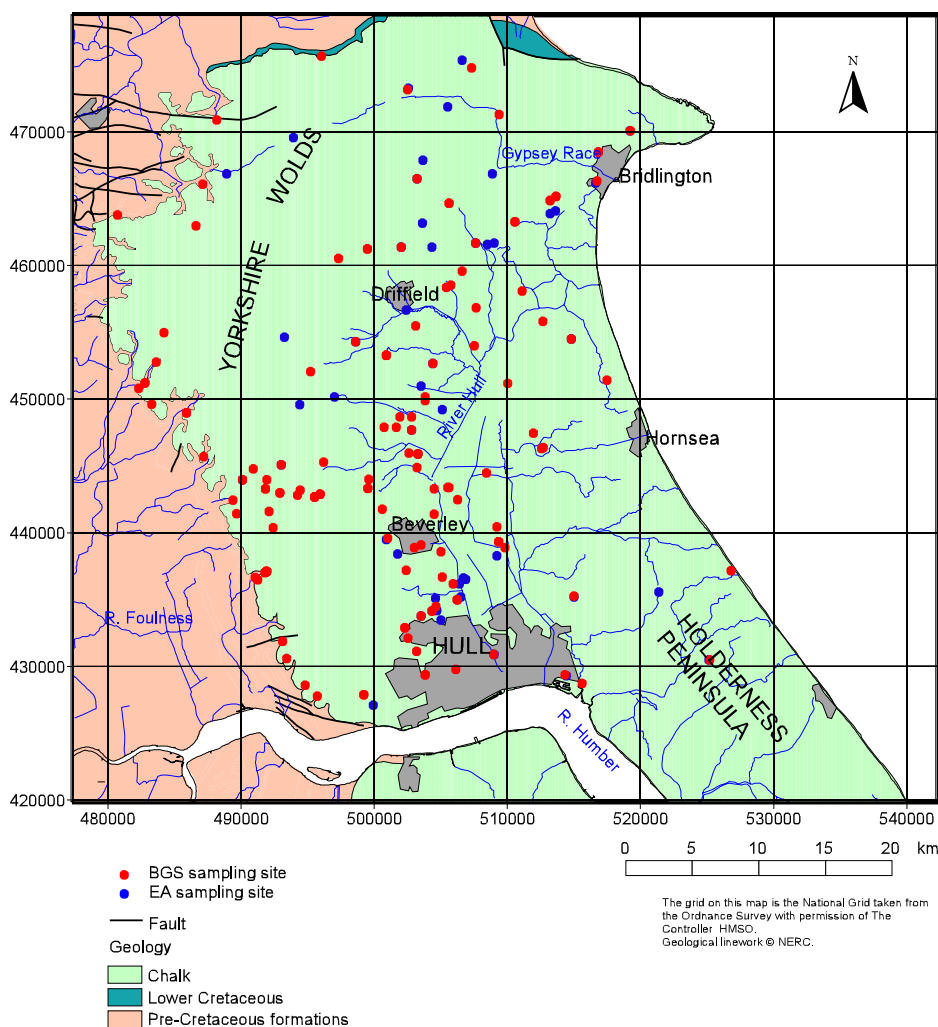 N
470000
460000
450000
440000
430000
420000
480000
490000
500000
510000
520000
530000
540000
YORKSHIRE WOLDS
Gypsey Race
Bridlington
Driffield
River Hull
Hornsea
Beverley
R. Foulness
HULL
HOLDERNESS
PENINSULA
R. Humber
0 5 10 15 20 km
BGS sampling site
EA sampling site
Fault
Geology
Chalk
Lower Cretaceous
Pre-Cretaceous formations
The grid on this map is the National Grid taken from
the Ordnance Survey with permission of The
Controller HMSO.
Geological linework © NERC.